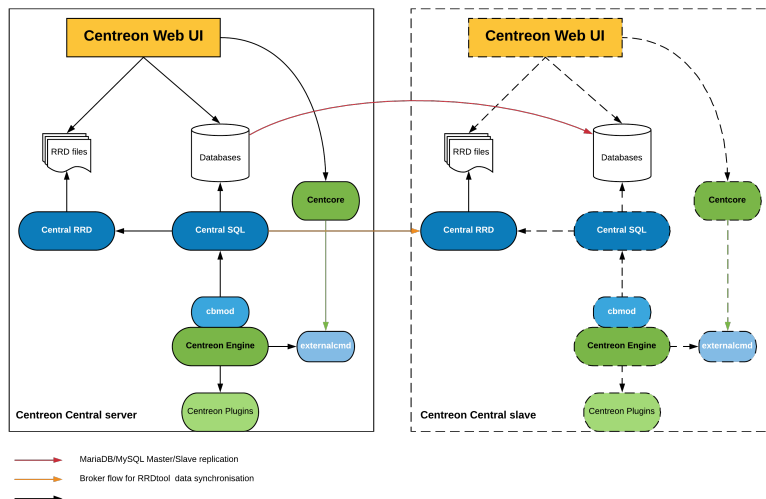 Centreon Web UI
RRD files
Databases
Centcore
Central RRD
Central SQL
cbmod
Centreon Engine
externalcmd
Centreon Plugins
Centreon Central server
Centreon Web UI
RRD files
Databases
Centcore
Central RRD
Central SQL
cbmod
Centreon Engine
externalcmd
Centreon Plugins
Centreon Central slave
MariaDB/MySQL Master/Slave replication
Broker flow for RRDtool data synchronisation